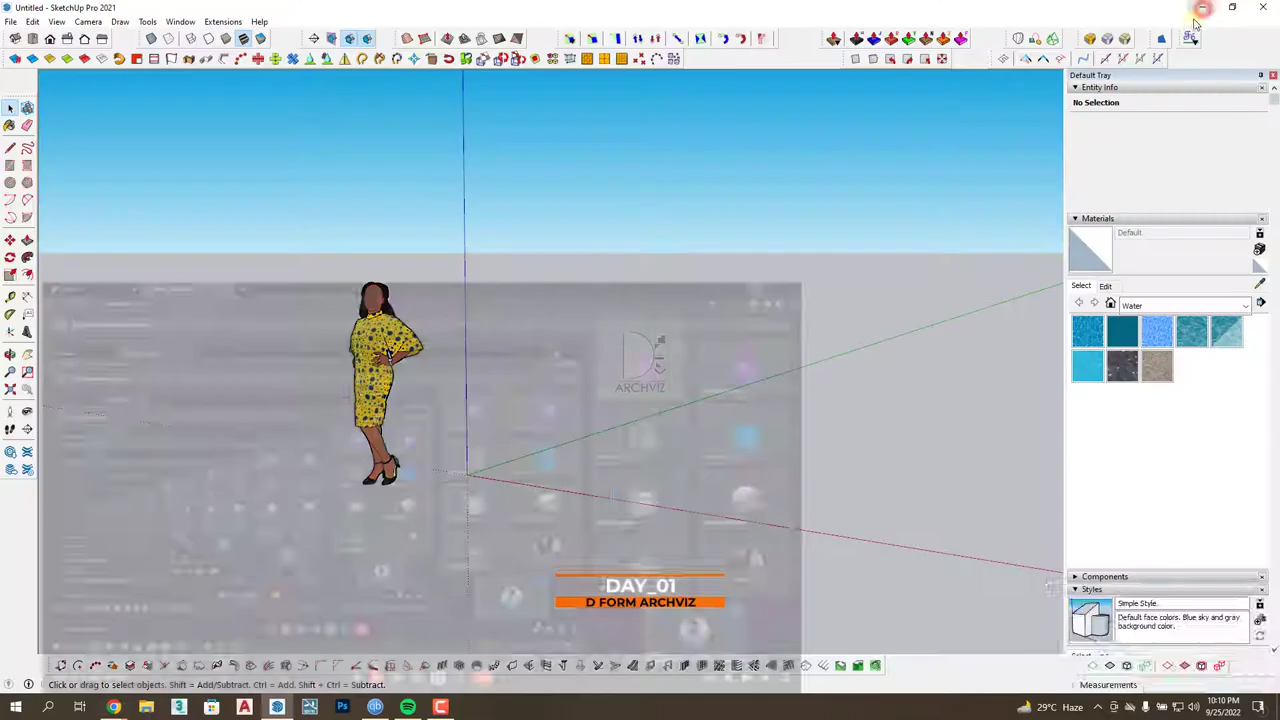 Untitled - SketchUp Pro 2021
File Edit View Camera Draw Tools Window Extensions Help
Default Tray
Entity Info
No Selection
Materials
Default
Select Edit
Water
ARCHVIZ
DAY_01
D FORM ARCHVIZ
Components
Styles
Simple Style.
Default face colors. Blue sky and gray
background color.
Click or drag to select objects. Shift = Add/Subtract. Ctrl = Add. Shift + Ctrl = Subtract.
Measurements
29°C Haze
10:10 PM
9/25/2022